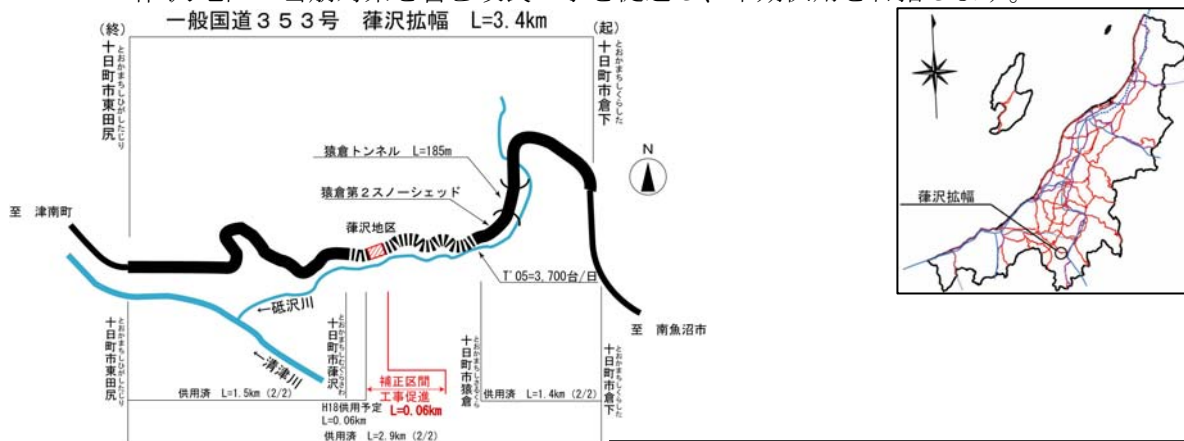 一般国道３５３号　葎沢拡幅　L=3.4km
(終)
十日町市東田尻
とおかまちしひがしたじり
(起)
十日町市倉下
とおかまちしくらした
猿倉トンネル　L=185m
猿倉第２スノーシェッド
N
葎沢地区
至　津南町
T'05=3,700台/日
←砥沢川
←清津川
至　南魚沼市
十日町市東田尻
とおかまちしひがしたじり
十日町市葎沢
とおかまちしむぐらさわ
十日町市猿倉
とおかまちしさるくら
十日町市倉下
とおかまちしくらした
補正区間
工事促進
L=0.06km
供用済　L=1.5km (2/2)
供用済　L=1.4km (2/2)
H18供用予定
L=0.06km
供用済　L=2.9km (2/2)
葎沢拡幅